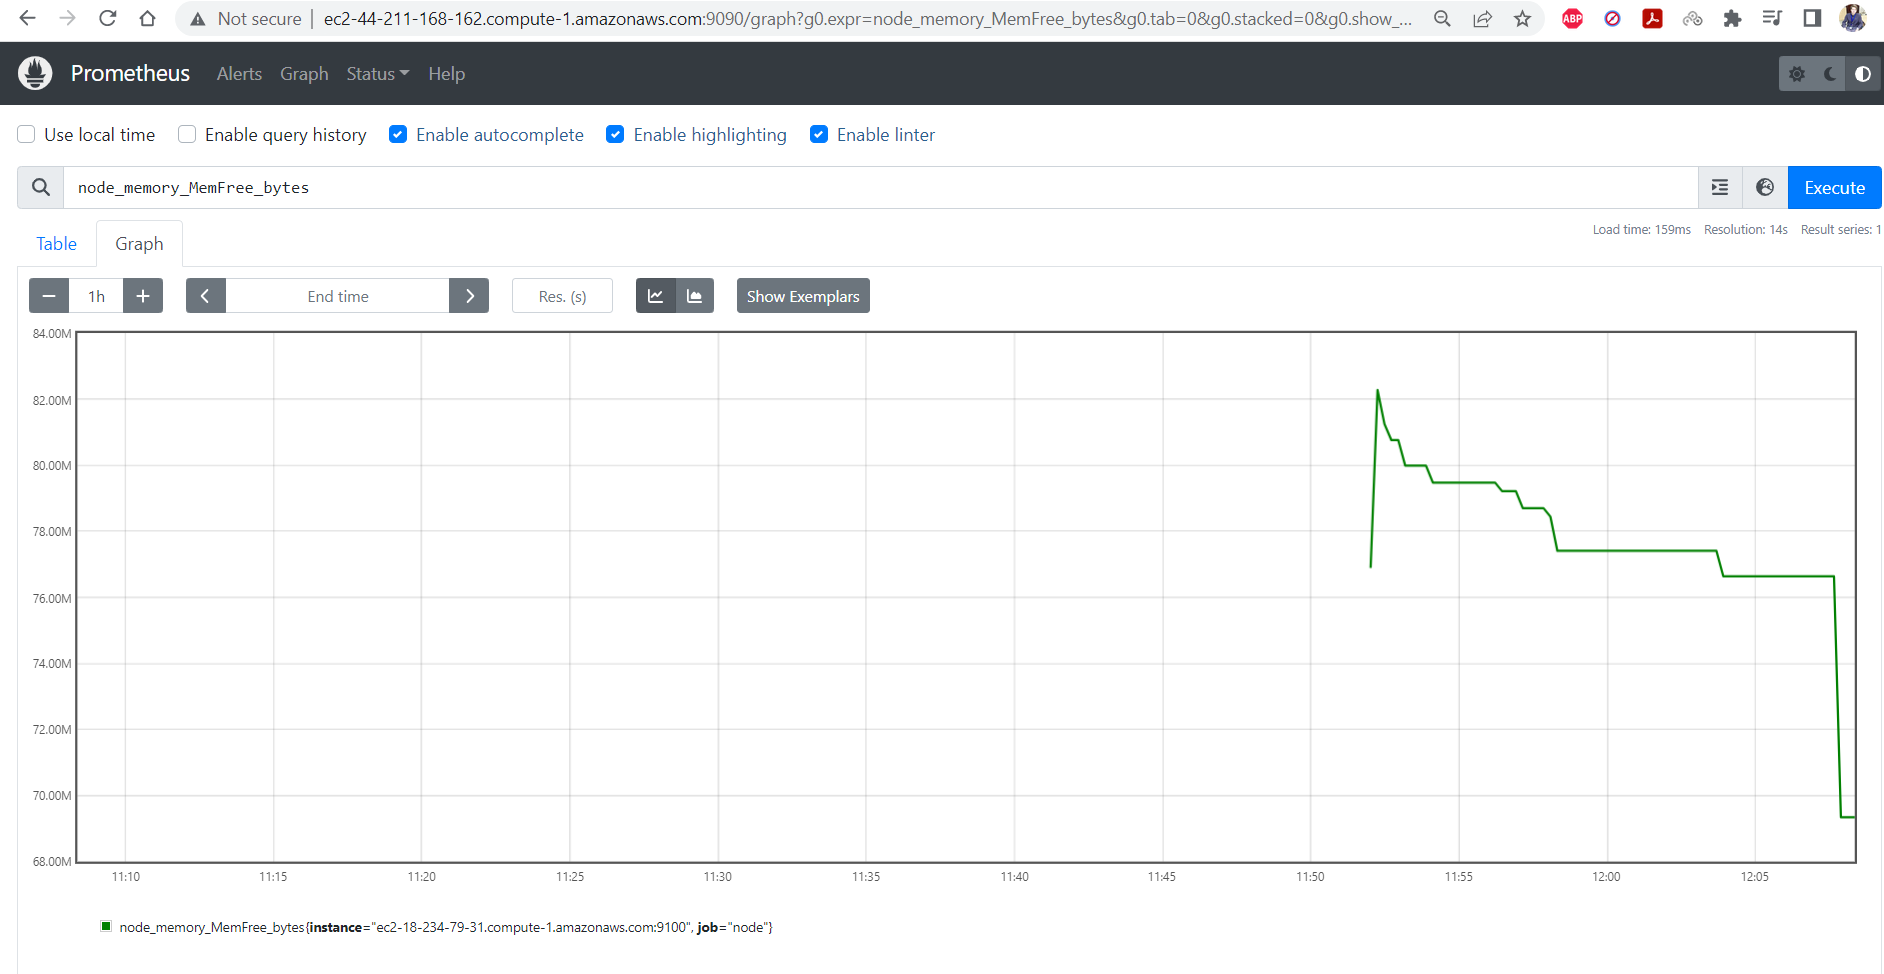 Not secure | ec2-44-211-168-162.compute-1.amazonaws.com:9090/graph?g0.expr=node_memory_MemFree_bytes&g0.tab=0&g0.stacked=0&g0.show_...
ABP
Prometheus Alerts Graph Status Help
Use local time Enable query history Enable autocomplete Enable highlighting Enable linter
node_memory_MemFree_bytes Execute
Load time: 159ms Resolution: 14s Result series: 1
Table Graph
1h End time Res. (s) Show Exemplars
84.00M
82.00M
80.00M
78.00M
76.00M
74.00M
72.00M
70.00M
68.00M
11:10 11:15 11:20 11:25 11:30 11:35 11:40 11:45 11:50 11:55 12:00 12:05
node_memory_MemFree_bytes{instance="ec2-18-234-79-31.compute-1.amazonaws.com:9100", job="node"}